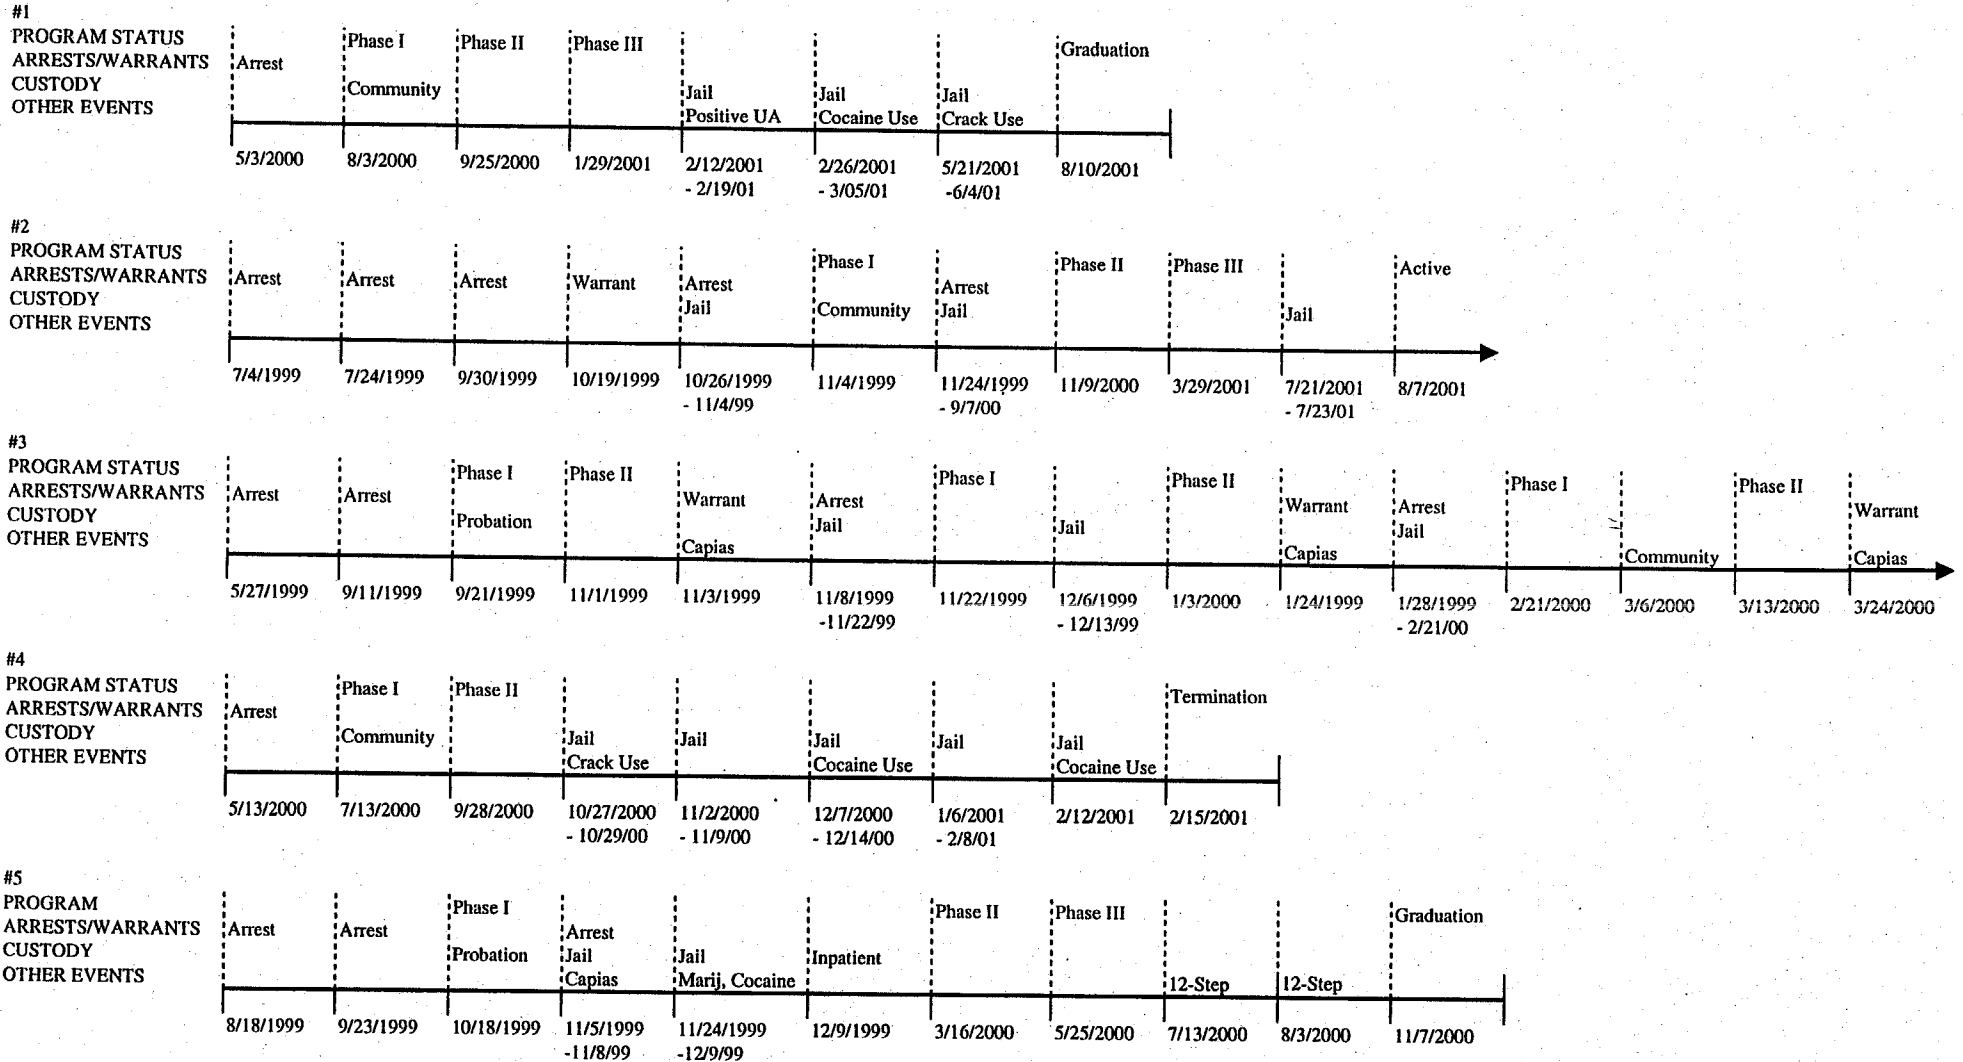 #1
PROGRAM STATUS
ARRESTS/WARRANTS
CUSTODY
OTHER EVENTS
Phase I Phase II Phase III Graduation
Arrest
Community Jail Jail Jail
Positive UA Cocaine Use Crack Use
5/3/2000 8/3/2000 9/25/2000 1/29/2001 2/12/2001 2/26/2001 5/21/2001 8/10/2001
- 2/19/01 - 3/05/01 -6/4/01
#2
PROGRAM STATUS
ARRESTS/WARRANTS
CUSTODY
OTHER EVENTS
Phase I Phase II Phase III Active
Arrest Arrest Arrest Warrant Arrest Arrest
Jail Community Jail Jail
7/4/1999 7/24/1999 9/30/1999 10/19/1999 10/26/1999 11/4/1999 11/24/1999 11/9/2000 3/29/2001 7/21/2001 8/7/2001
- 11/4/99 - 9/7/00 - 7/23/01
#3
PROGRAM STATUS
ARRESTS/WARRANTS
CUSTODY
OTHER EVENTS
Phase I Phase II Phase I Phase II Phase I Phase II
Arrest Arrest Warrant Arrest Warrant Arrest Warrant
Probation Jail Jail Jail
Capias Capias Community Capias
5/27/1999 9/11/1999 9/21/1999 11/1/1999 11/3/1999 11/8/1999 11/22/1999 12/6/1999 1/3/2000 1/24/1999 1/28/1999 2/21/2000 3/6/2000 3/13/2000 3/24/2000
-11/22/99 - 12/13/99 - 2/21/00
#4
PROGRAM STATUS
ARRESTS/WARRANTS
CUSTODY
OTHER EVENTS
Phase I Phase II Termination
Arrest
Community Jail Jail Jail Jail Jail
Crack Use Cocaine Use Cocaine Use
5/13/2000 7/13/2000 9/28/2000 10/27/2000 11/2/2000 12/7/2000 1/6/2001 2/12/2001 2/15/2001
- 10/29/00 - 11/9/00 - 12/14/00 - 2/8/01
#5
PROGRAM
ARRESTS/WARRANTS
CUSTODY
OTHER EVENTS
Phase I Phase II Phase III Graduation
Arrest Arrest Arrest
Probation Jail Jail Inpatient
Capias Marij, Cocaine 12-Step 12-Step
8/18/1999 9/23/1999 10/18/1999 11/5/1999 11/24/1999 12/9/1999 3/16/2000 5/25/2000 7/13/2000 8/3/2000 11/7/2000
-11/8/99 -12/9/99